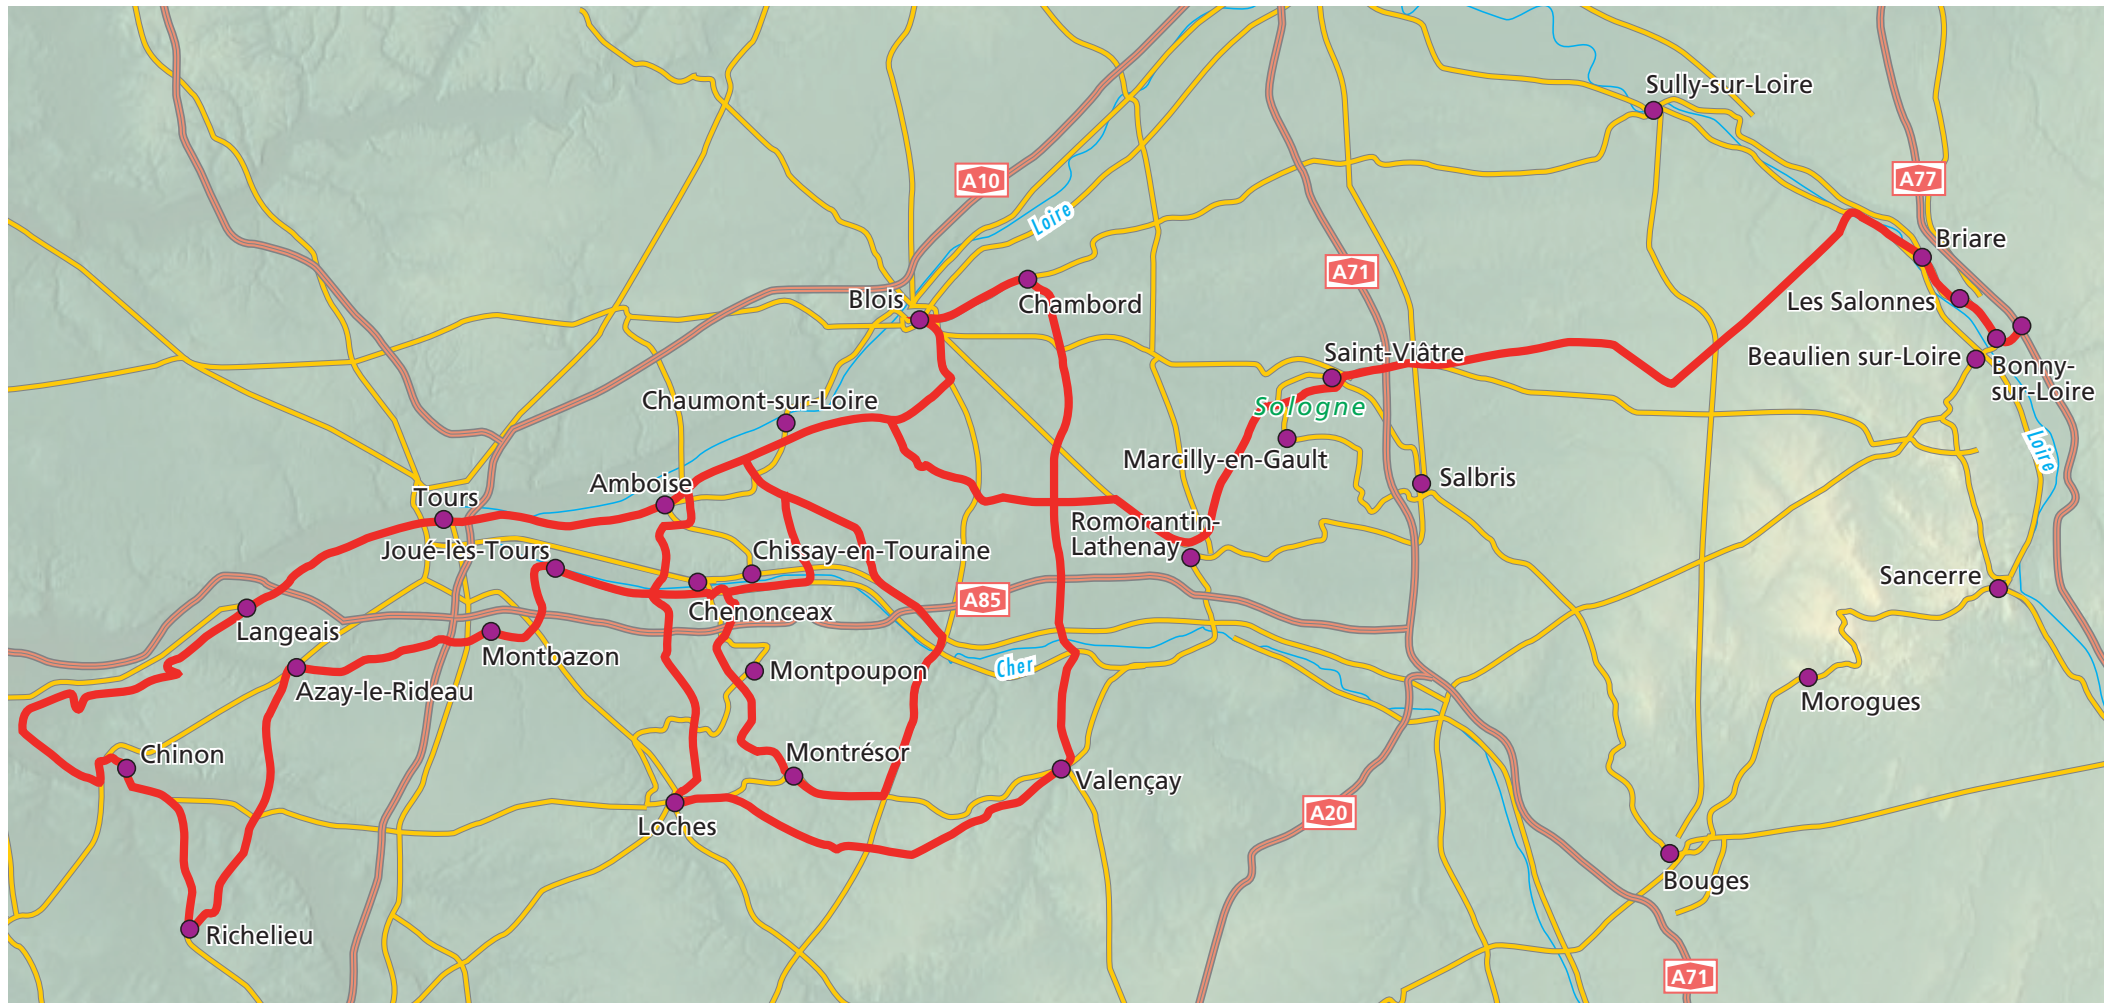 Sully-sur-Loire
A10
A77
Loire
Briare
A71
Blois
Chambord
Les Salonnes
Saint-Viâtre
Beaulien sur-Loire
Bonny-
sur-Loire
Chaumont-sur-Loire
Sologne
Loire
Marcilly-en-Gault
Salbris
Amboise
Tours
Romorantin-
Lathenay
Joué-lès-Tours
Chissay-en-Touraine
Sancerre
A85
Chenonceax
Langeais
Montbazon
Montpoupon
Cher
Azay-le-Rideau
Morogues
Chinon
Montrésor
Valençay
A20
Loches
Bouges
Richelieu
A71